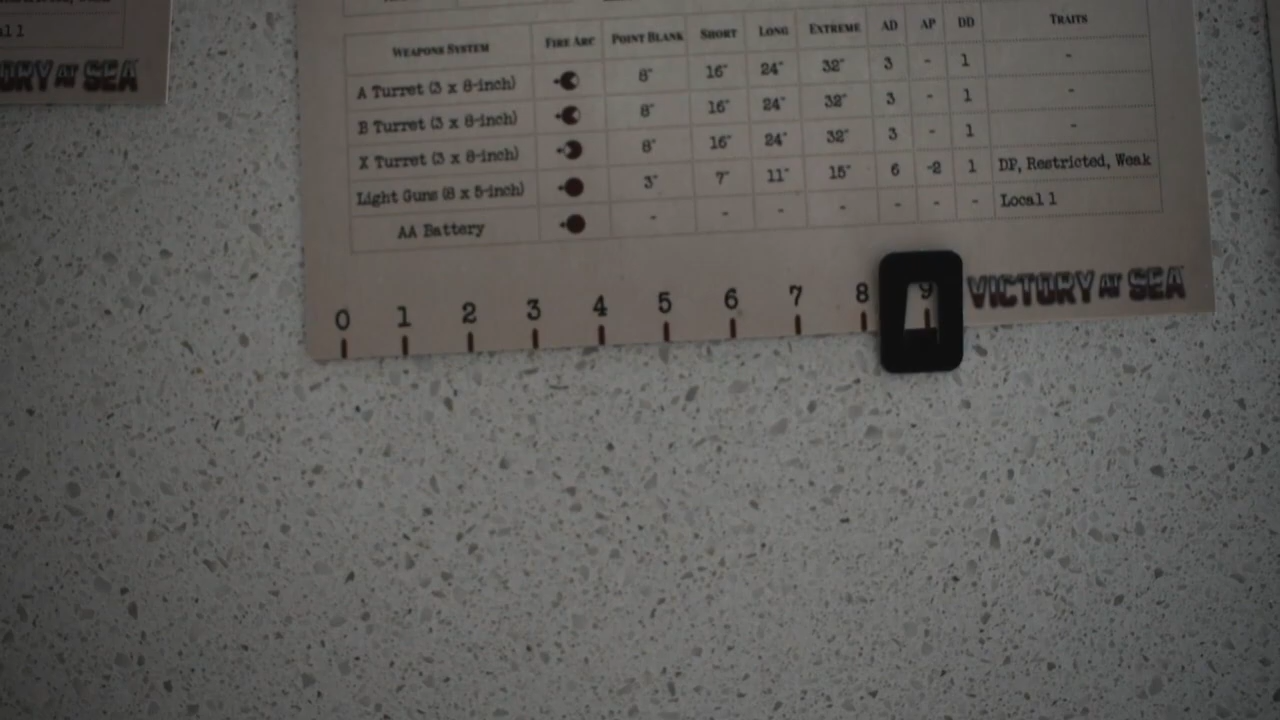 al 1
ORY AT SEA
WEAPONS SYSTEM FIRE ARC POINT BLANK SHORT LONG EXTREME AD AP DD TRAITS
A Turret (3 x 8-inch) 8" 16" 24" 32" 3 - 1 -
B Turret (3 x 8-inch) 8" 16" 24" 32" 3 - 1 -
X Turret (3 x 8-inch) 8" 16" 24" 32" 3 - 1 -
Light Guns (8 x 5-inch) 3" 7" 11" 15" 6 -2 1 DP, Restricted, Weak
AA Battery - - - - - - - Local 1
0 1 2 3 4 5 6 7 8 9 VICTORY AT SEA